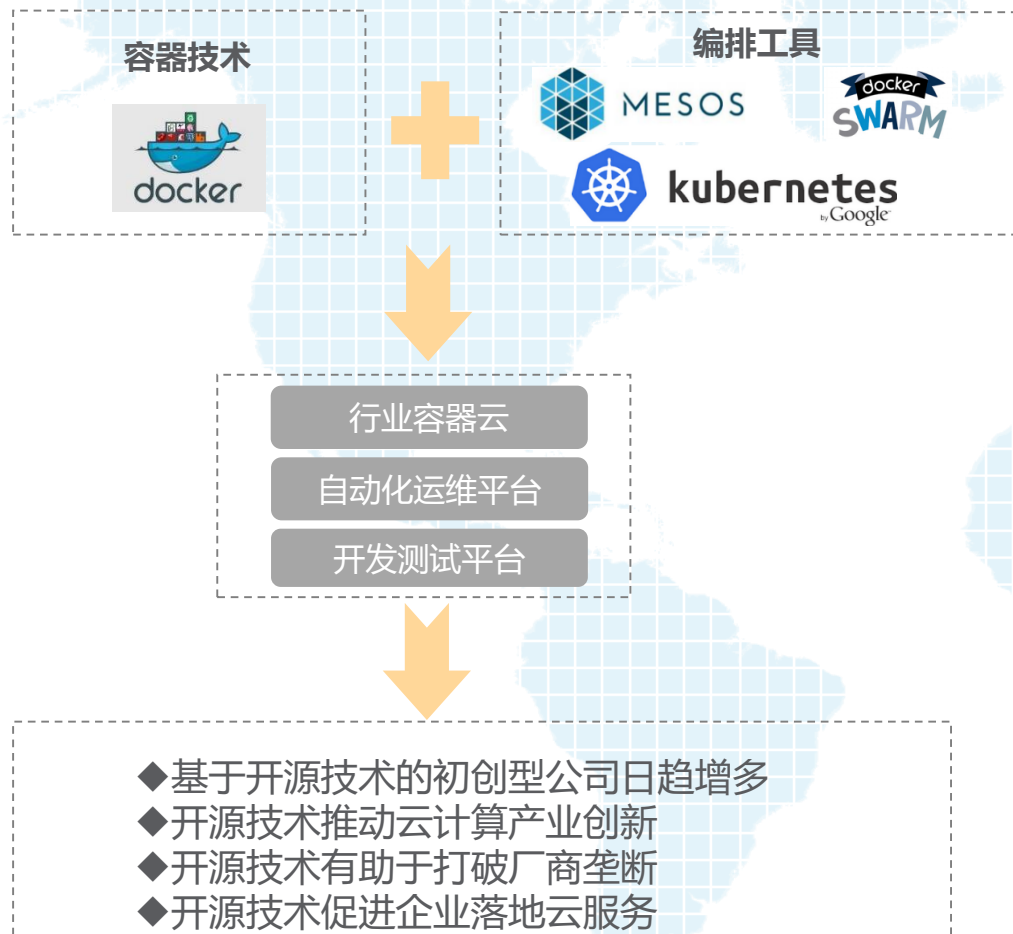 容器技术
docker
编排工具
MESOS
docker
SWARM
kubernetes
by Google
行业容器云
自动化运维平台
开发测试平台
◆基于开源技术的初创型公司日趋增多
◆开源技术推动云计算产业创新
◆开源技术有助于打破厂商垄断
◆开源技术促进企业落地云服务